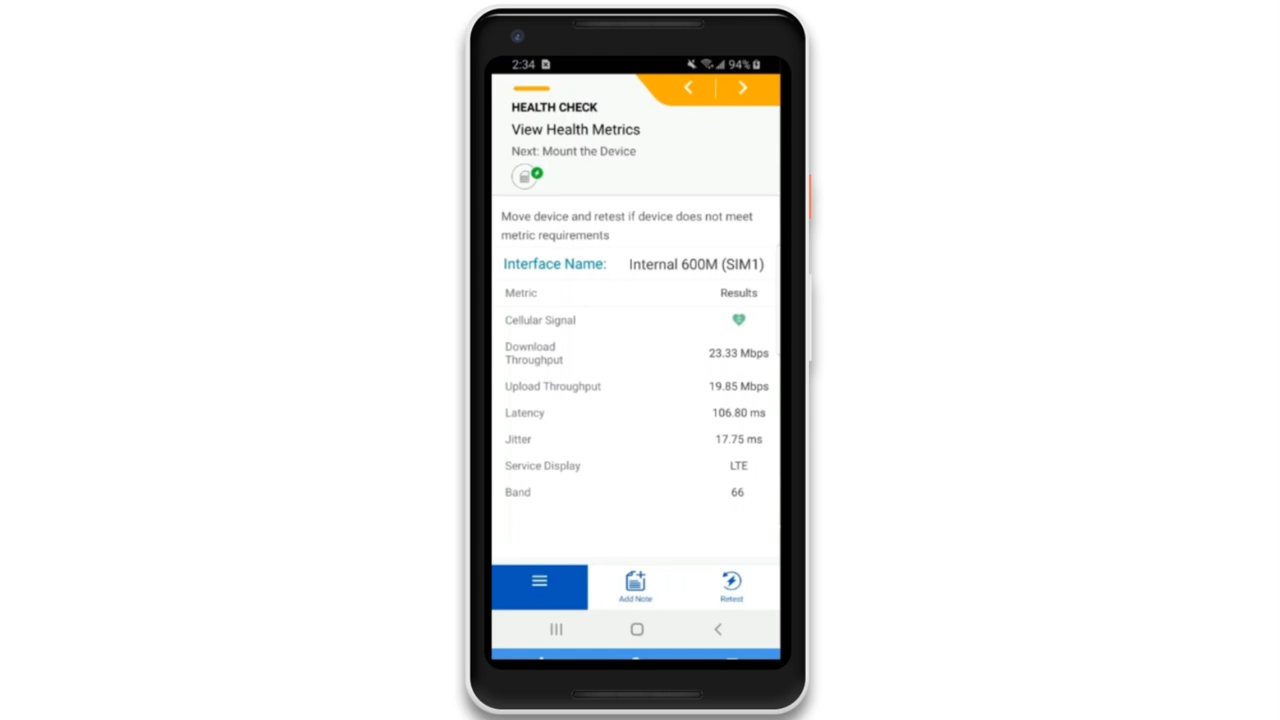 2:34 94%
HEALTH CHECK
View Health Metrics
Next: Mount the Device
Move device and retest if device does not meet
metric requirements
Interface Name: Internal 600M (SIM1)
Metric Results
Cellular Signal
Download
Throughput 23.33 Mbps
Upload Throughput 19.85 Mbps
Latency 106.80 ms
Jitter 17.75 ms
Service Display LTE
Band 66
Add Note Retest